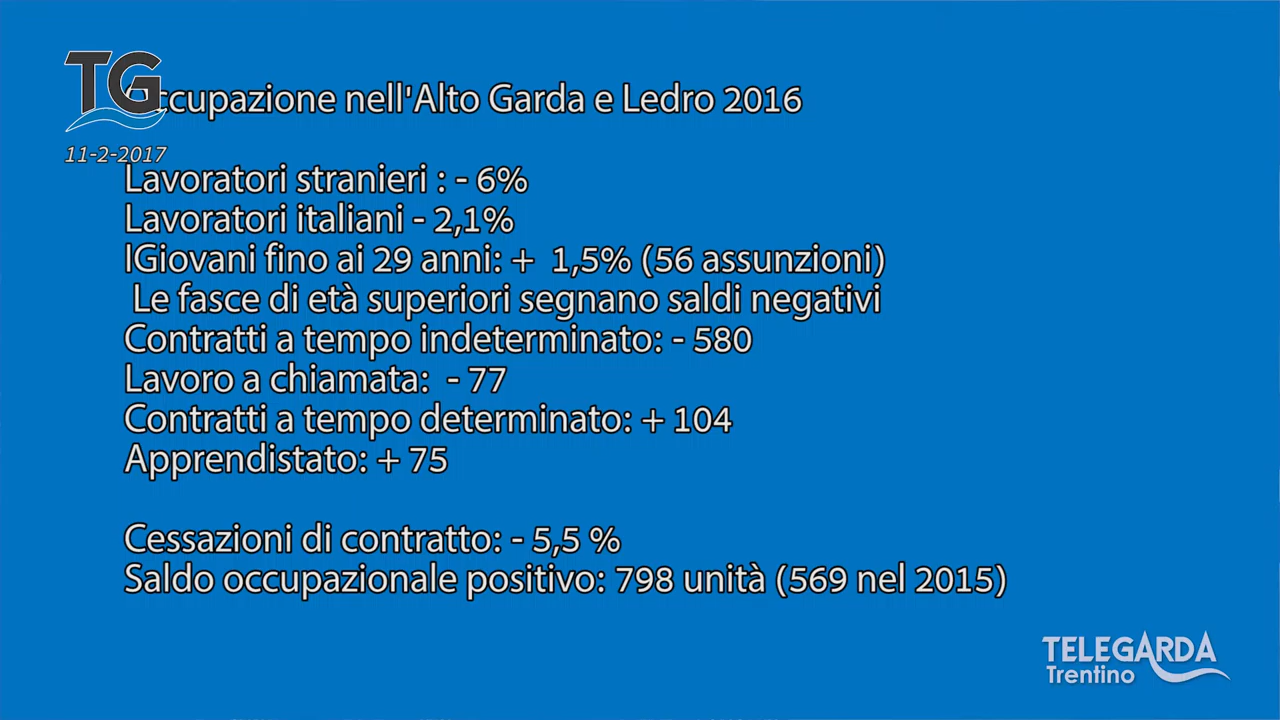 TG
ccupazione nell'Alto Garda e Ledro 2016
11-2-2017
Lavoratori stranieri : - 6%
Lavoratori italiani - 2,1%
IGiovani fino ai 29 anni: +  1,5% (56 assunzioni)
Le fasce di età superiori segnano saldi negativi
Contratti a tempo indeterminato: - 580
Lavoro a chiamata:  - 77
Contratti a tempo determinato: + 104
Apprendistato: + 75
Cessazioni di contratto: - 5,5 %
Saldo occupazionale positivo: 798 unità (569 nel 2015)
TELEGARDA
Trentino